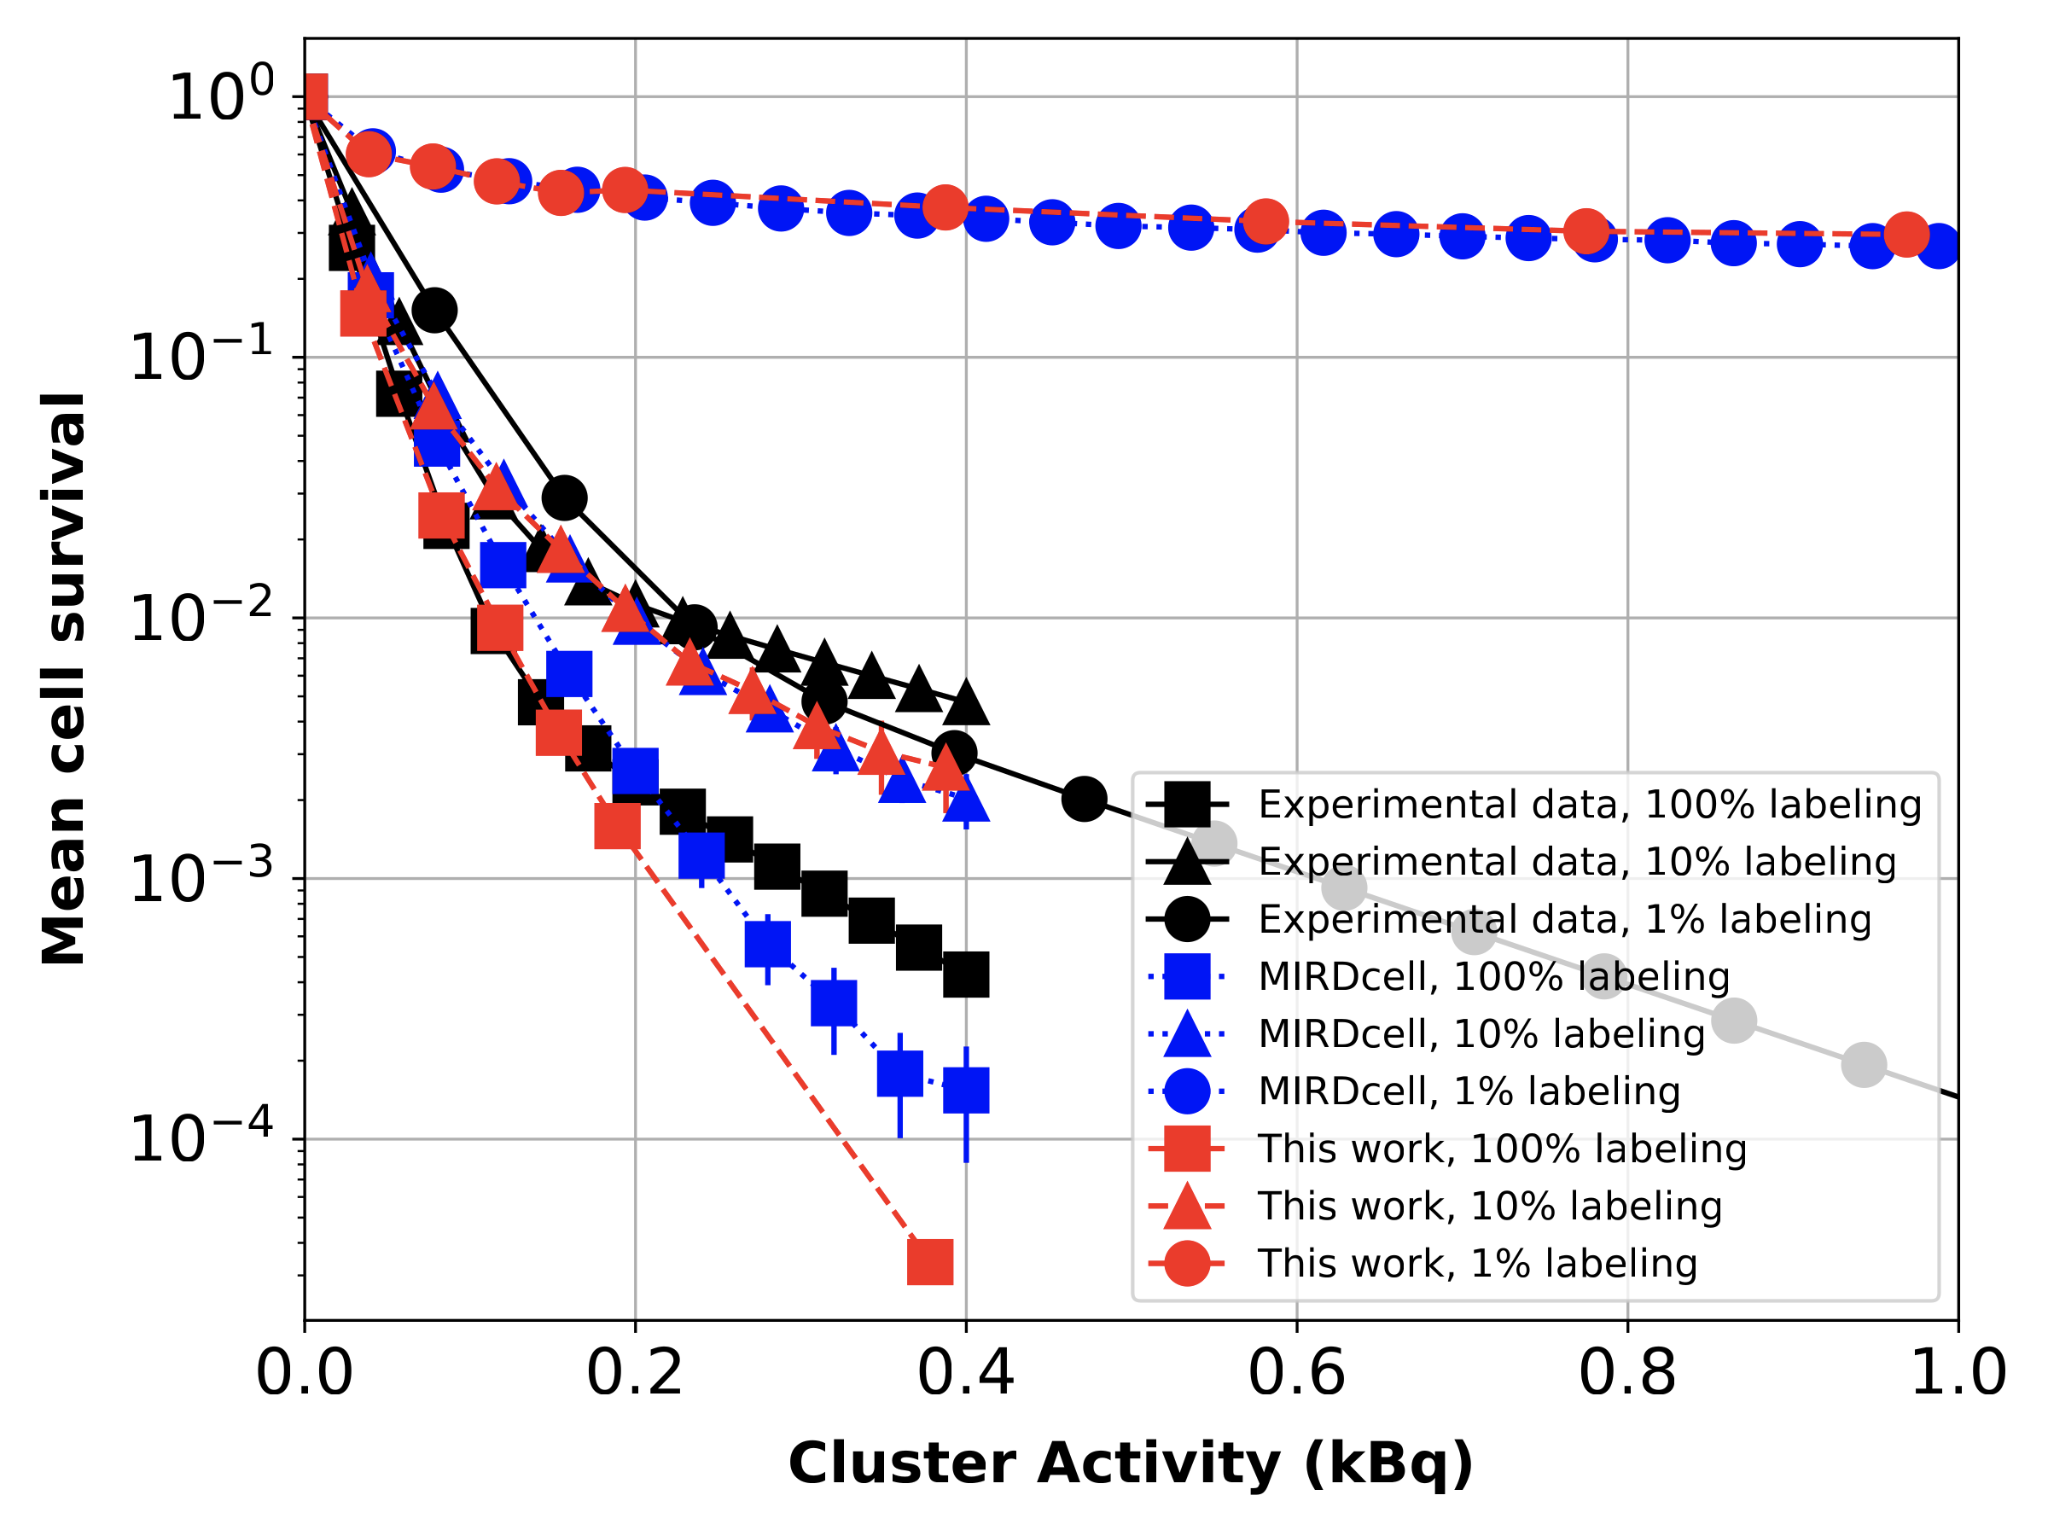 Mean cell survival
10⁰
10⁻¹
10⁻²
10⁻³
10⁻⁴
Experimental data, 100% labeling
Experimental data, 10% labeling
Experimental data, 1% labeling
MIRDcell, 100% labeling
MIRDcell, 10% labeling
MIRDcell, 1% labeling
This work, 100% labeling
This work, 10% labeling
This work, 1% labeling
0.0 0.2 0.4 0.6 0.8 1.0
Cluster Activity (kBq)